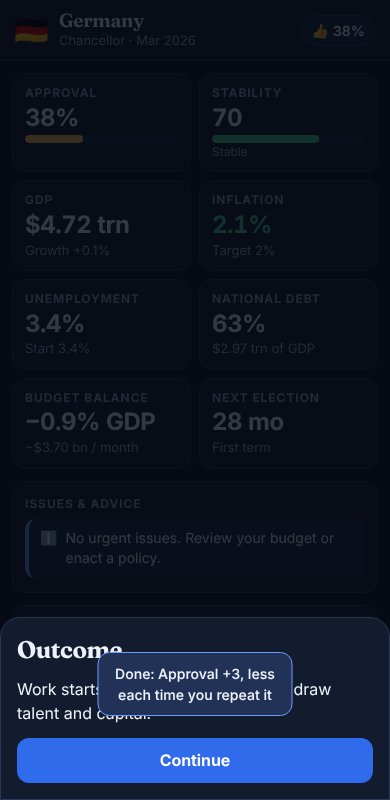 Germany
Chancellor · Mar 2026
👍 38%
APPROVAL
38%
STABILITY
70
Stable
GDP
$4.72 trn
Growth +0.1%
INFLATION
2.1%
Target 2%
UNEMPLOYMENT
3.4%
Start 3.4%
NATIONAL DEBT
63%
$2.97 trn of GDP
BUDGET BALANCE
−0.9% GDP
−$3.70 bn / month
NEXT ELECTION
28 mo
First term
ISSUES & ADVICE
No urgent issues. Review your budget or
enact a policy.
Outcome
Work starts draw
talent and capital.
Done: Approval +3, less
each time you repeat it
Continue